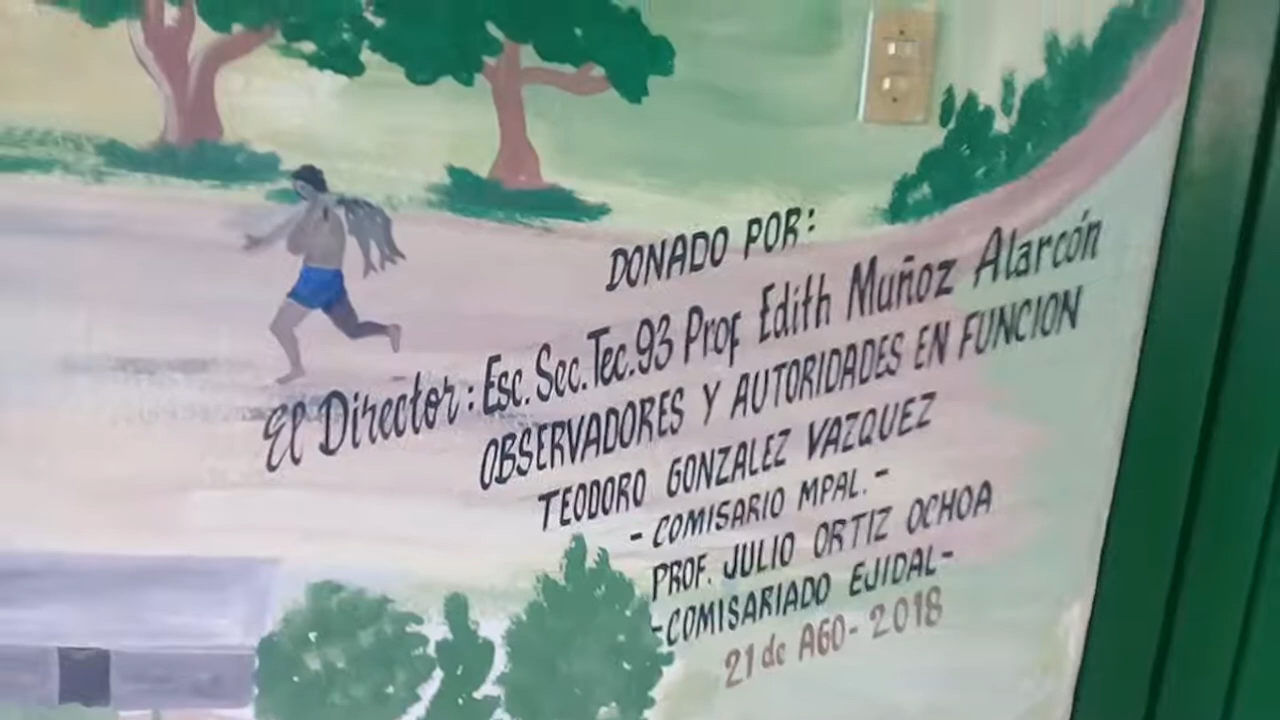 DONADO POR:
El Director: Esc. Sec. Tec. 93 Prof Edith Muñoz Alarcón
OBSERVADORES Y AUTORIDADES EN FUNCION
TEODORO GONZALEZ VAZQUEZ
- COMISARIO MPAL. -
PROF. JULIO ORTIZ OCHOA
-COMISARIADO EJIDAL-
21 de AGO- 2018